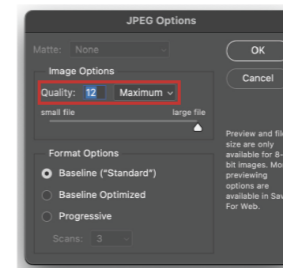 JPEG Options
Matte: None
OK
Image Options
Cancel
Quality: 12 Maximum
small file large file
Preview and file
size are only
available for 8-
bit images.
previewing
options are
available in
For Web.
Format Options
Baseline ("Standard")
Baseline Optimized
Progressive
Scans: 3